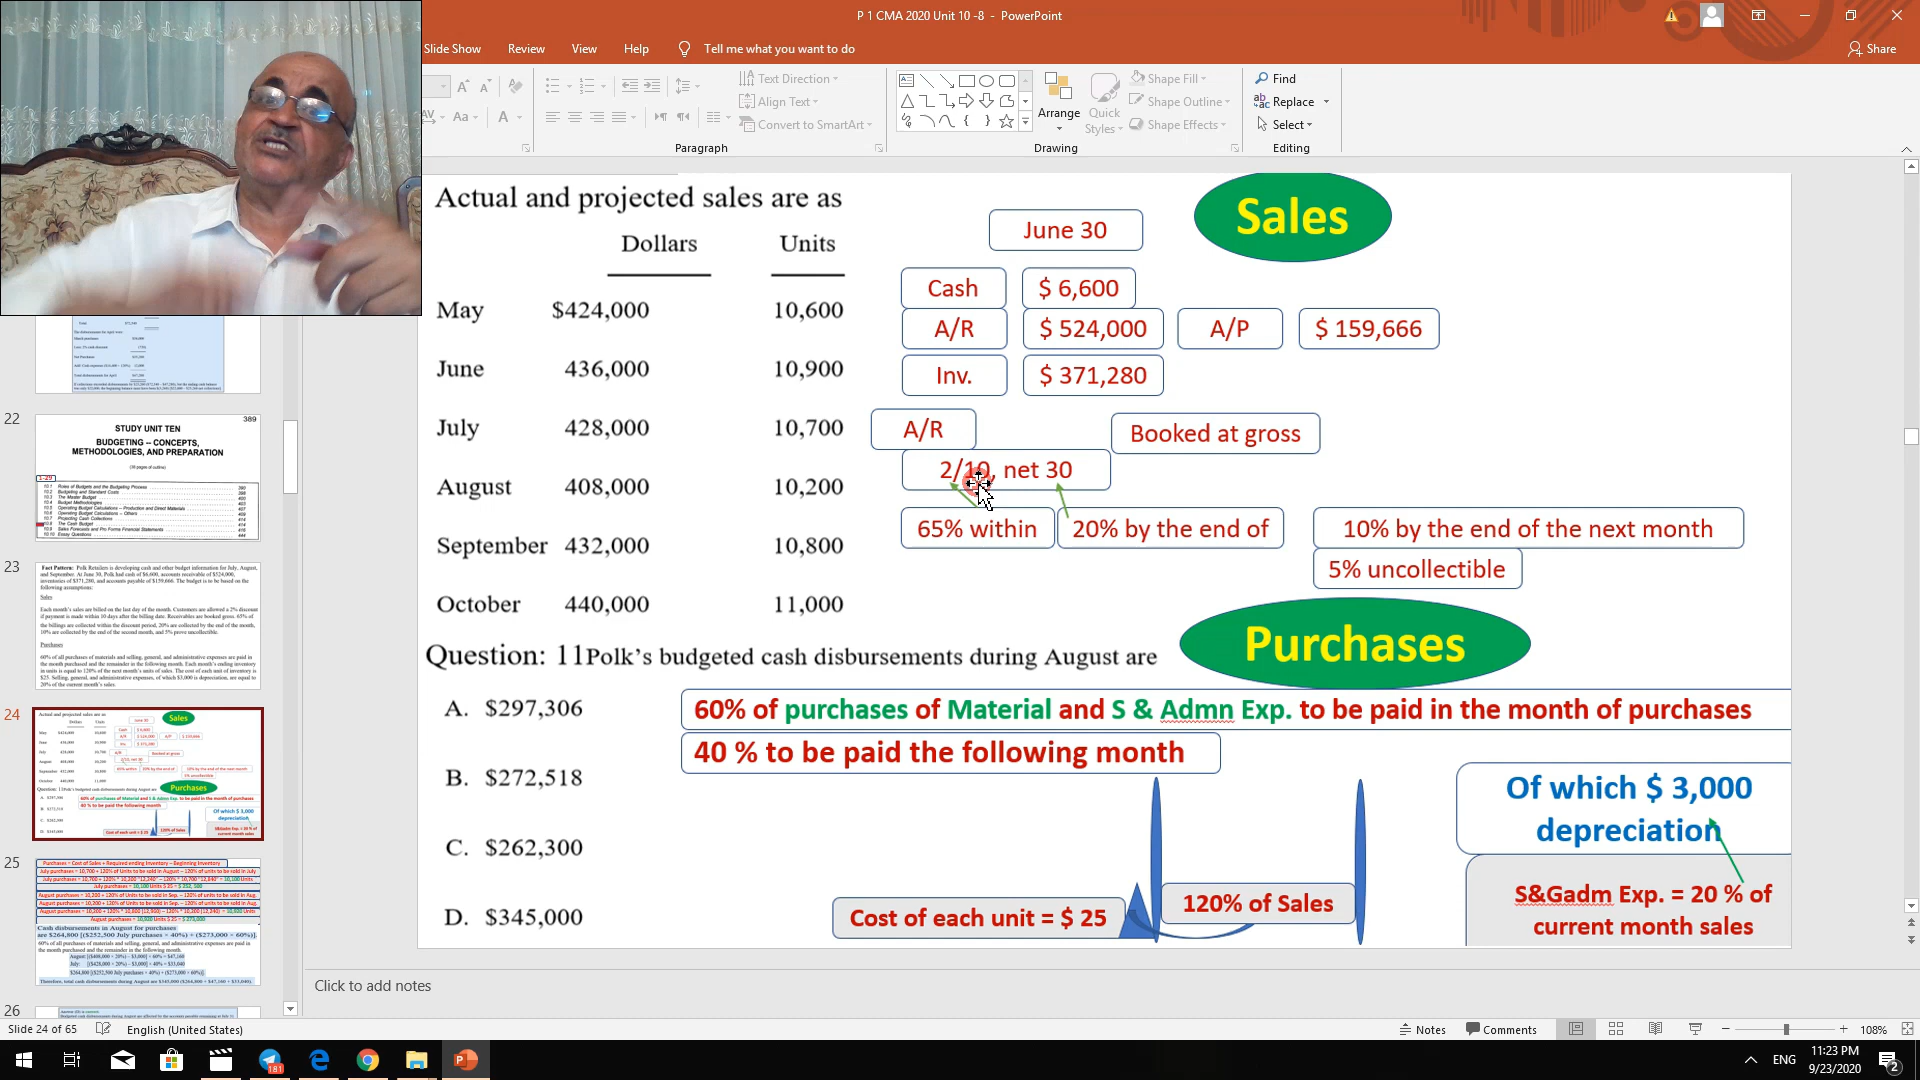 P 1 CMA 2020 Unit 10 -8 - PowerPoint
Slide Show
Review
View
Help
Tell me what you want to do
Share
Text Direction
Align Text
Convert to SmartArt
Paragraph
Arrange
Quick Styles
Shape Fill
Shape Outline
Shape Effects
Drawing
Find
Replace
Select
Editing
Actual and projected sales are as
Dollars Units
May $424,000 10,600
June 436,000 10,900
July 428,000 10,700
August 408,000 10,200
September 432,000 10,800
October 440,000 11,000
June 30
Sales
Cash $ 6,600
A/R $ 524,000 A/P $ 159,666
Inv. $ 371,280
A/R
Booked at gross
2/10, net 30
65% within
20% by the end of
10% by the end of the next month
5% uncollectible
Question: 11Polk's budgeted cash disbursements during August are
Purchases
A. $297,306
B. $272,518
C. $262,300
D. $345,000
60% of purchases of Material and S & Admn Exp. to be paid in the month of purchases
40 % to be paid the following month
Of which $ 3,000
depreciation
S&Gadm Exp. = 20 % of
current month sales
Cost of each unit = $ 25
120% of Sales
22
389
STUDY UNIT TEN
BUDGETING -- CONCEPTS,
METHODOLOGIES, AND PREPARATION
23
24
25
26
Click to add notes
Slide 24 of 65
English (United States)
Notes
Comments
108%
181
ENG
11:23 PM
9/23/2020
2